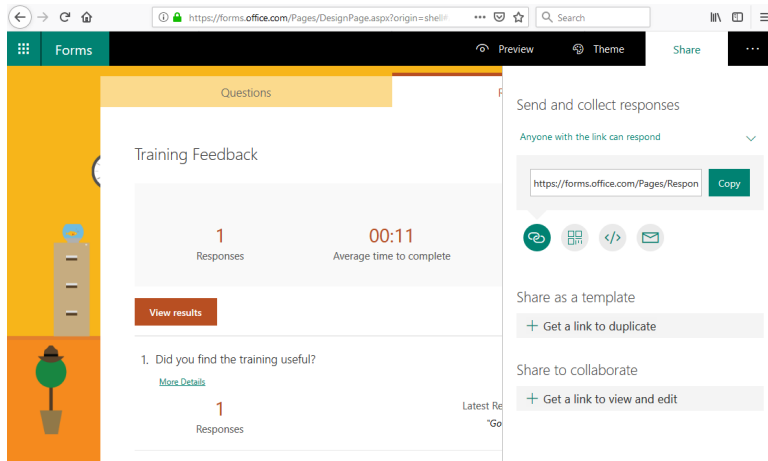 https://forms.office.com/Pages/DesignPage.aspx?origin=shell#
Search
Forms
Preview
Theme
Share
Questions
Training Feedback
1
Responses
00:11
Average time to complete
View results
1. Did you find the training useful?
More Details
1
Responses
Latest Re
"Go
Send and collect responses
Anyone with the link can respond
https://forms.office.com/Pages/Respon
Copy
Share as a template
+ Get a link to duplicate
Share to collaborate
+ Get a link to view and edit